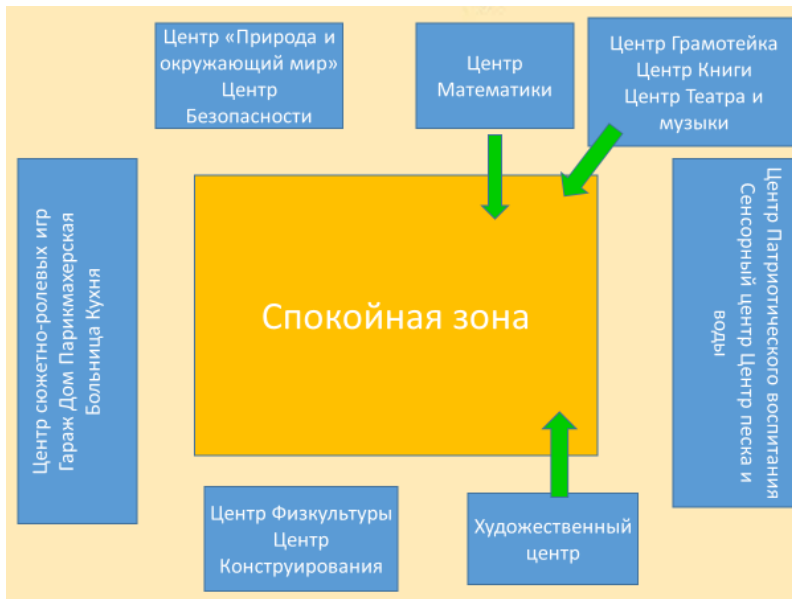 Центр «Природа и
окружающий мир»
Центр
Безопасности
Центр
Математики
Центр Грамотейка
Центр Книги
Центр Театра и
музыки
Центр сюжетно-ролевых игр
Гараж Дом Парикмахерская
Больница Кухня
Спокойная зона
Центр Патриотического воспитания
Сенсорный центр Центр песка и
воды
Центр Физкультуры
Центр
Конструирования
Художественный
центр